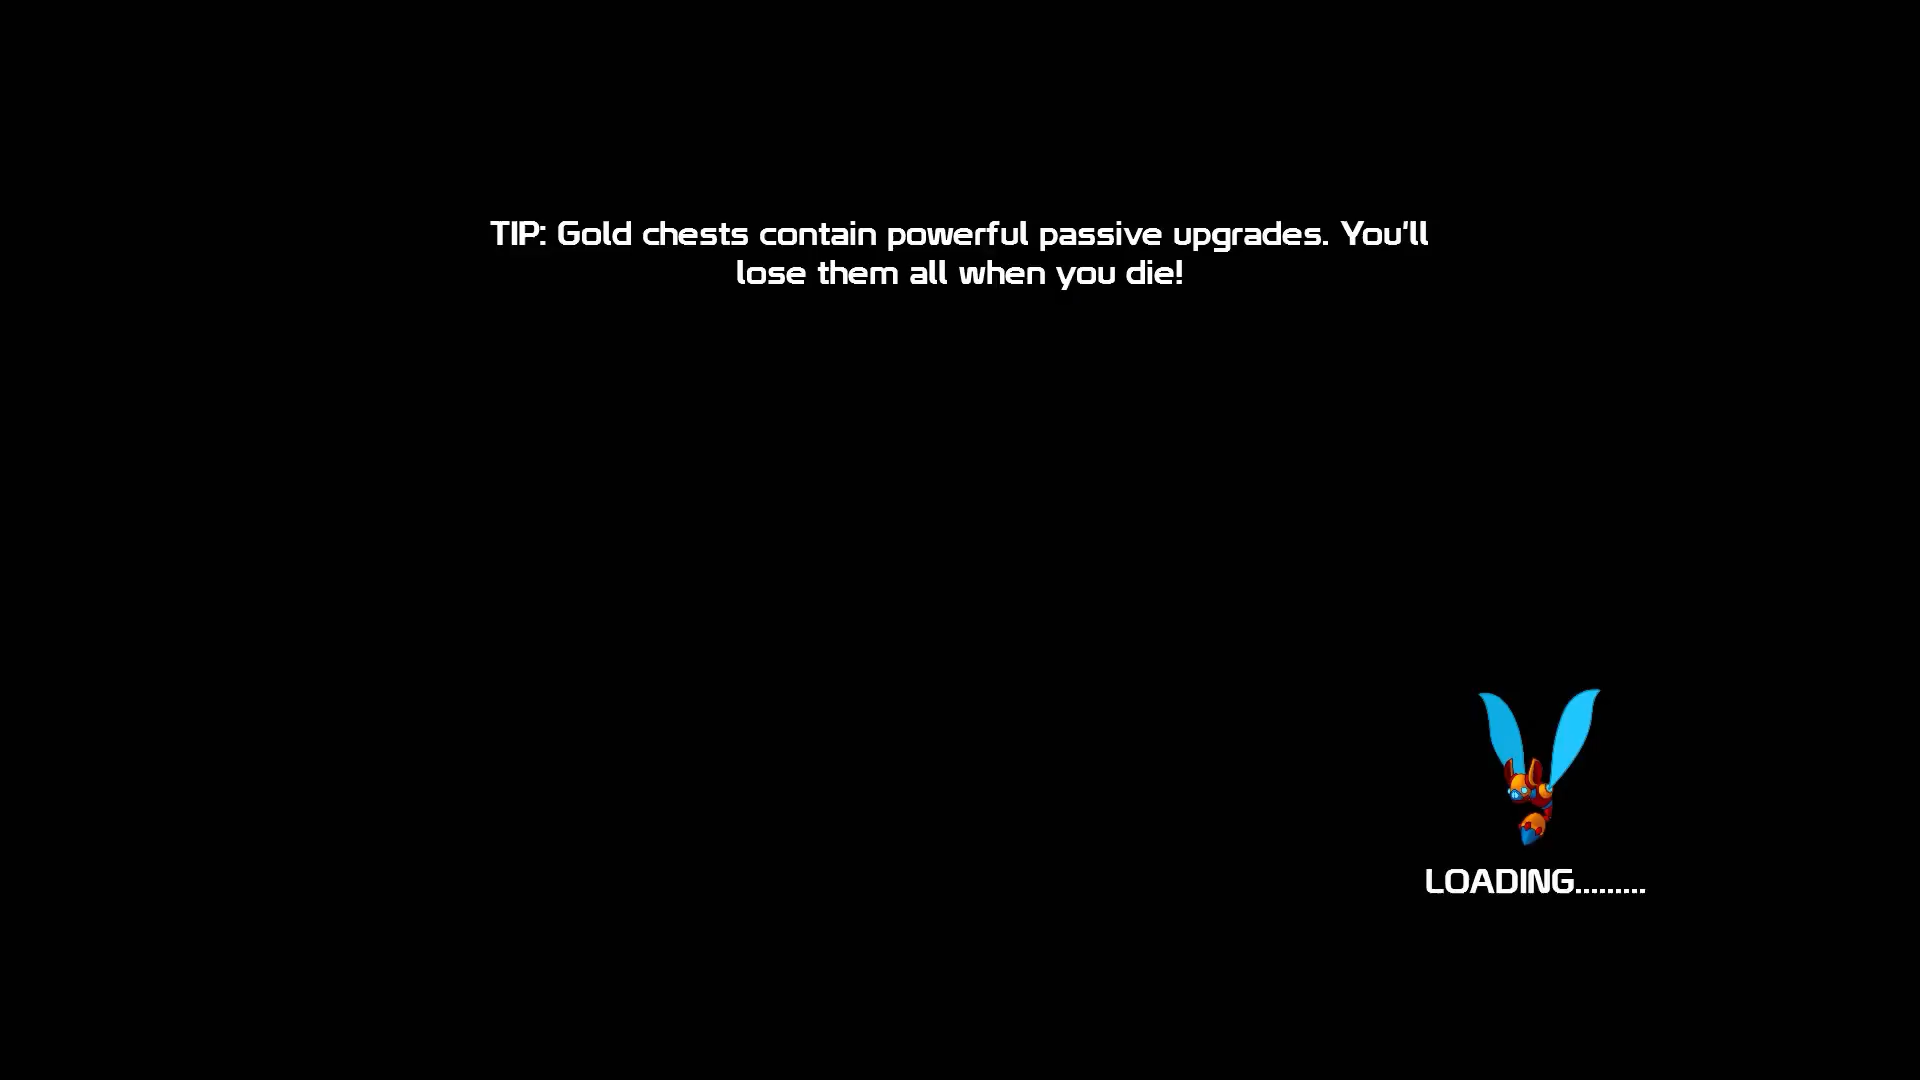 TIP: Gold chests contain powerful passive upgrades. You'll
lose them all when you die!
LOADING.........